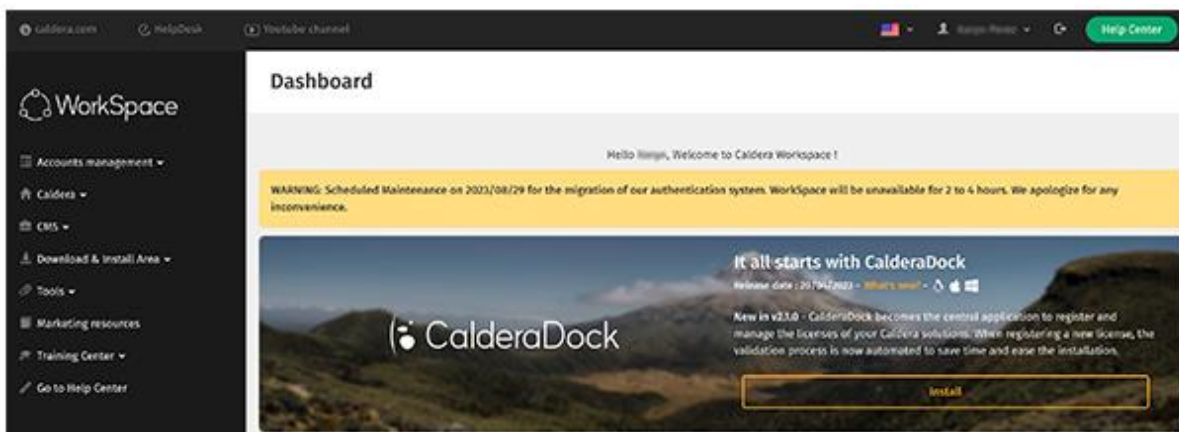 caldera.com HelpDesk Youtube channel Help Center
WorkSpace
Accounts management
Caldera
CMS
Download & Install Area
Tools
Marketing resources
Training Center
Go to Help Center
Dashboard
Hello , Welcome to Caldera Workspace !
WARNING: Scheduled Maintenance on 2023/08/29 for the migration of our authentication system. WorkSpace will be unavailable for 2 to 4 hours. We apologize for any
inconvenience.
CalderaDock
It all starts with CalderaDock
Release date : - What's new? -
New in v2.1.0 - CalderaDock becomes the central application to register and
manage the licenses of your Caldera solutions. When registering a new license, the
validation process is now automated to save time and ease the installation.
Install